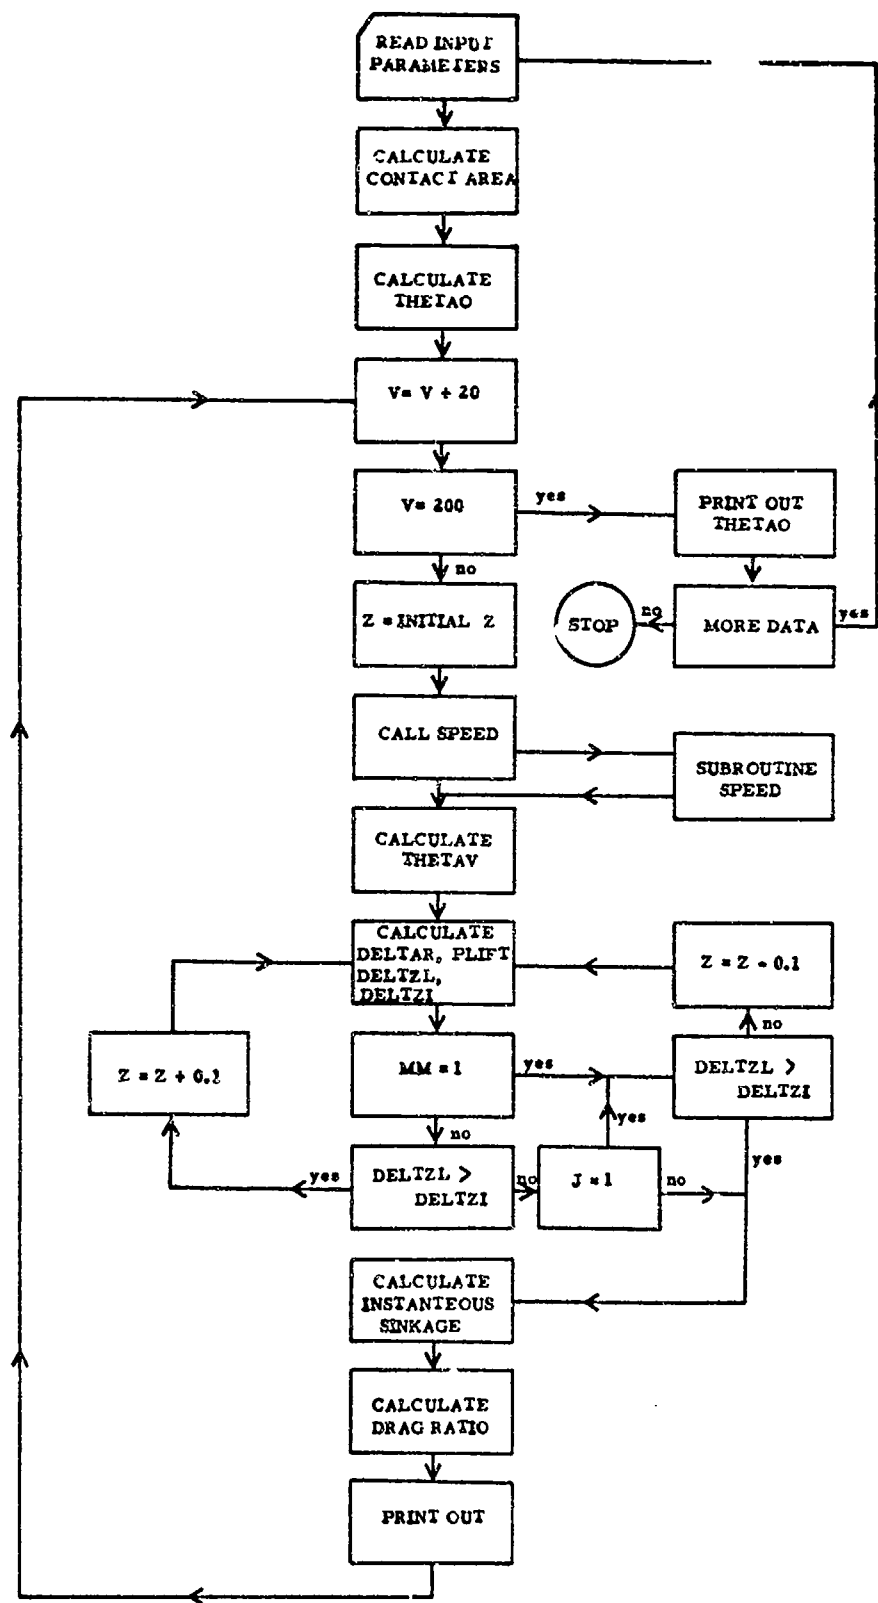 READ INPUT
PARAMETERS
CALCULATE
CONTACT AREA
CALCULATE
THETAO
V= V + 20
V= 200
yes
PRINT OUT
THETAO
no
Z = INITIAL Z
STOP
no
MORE DATA
yes
CALL SPEED
SUBROUTINE
SPEED
CALCULATE
THETAV
CALCULATE
DELTAR, PLIFT
DELTZL,
DELTZI
Z = Z - 0.1
no
Z = Z + 0.1
MM = 1
yes
DELTZL >
DELTZI
yes
no
yes
DELTZL >
DELTZI
no
J = 1
no
yes
CALCULATE
INSTANTEOUS
SINKAGE
CALCULATE
DRAG RATIO
PRINT OUT